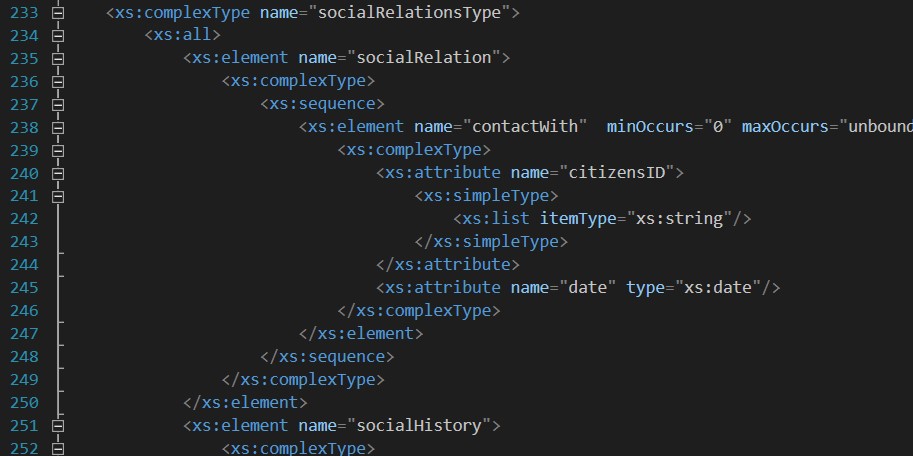 233 <xs:complexType name="socialRelationsType">
234 <xs:all>
235 <xs:element name="socialRelation">
236 <xs:complexType>
237 <xs:sequence>
238 <xs:element name="contactWith"  minOccurs="0" maxOccurs="unbound
239 <xs:complexType>
240 <xs:attribute name="citizensID">
241 <xs:simpleType>
242 <xs:list itemType="xs:string"/>
243 </xs:simpleType>
244 </xs:attribute>
245 <xs:attribute name="date" type="xs:date"/>
246 </xs:complexType>
247 </xs:element>
248 </xs:sequence>
249 </xs:complexType>
250 </xs:element>
251 <xs:element name="socialHistory">
252 <xs:complexType>